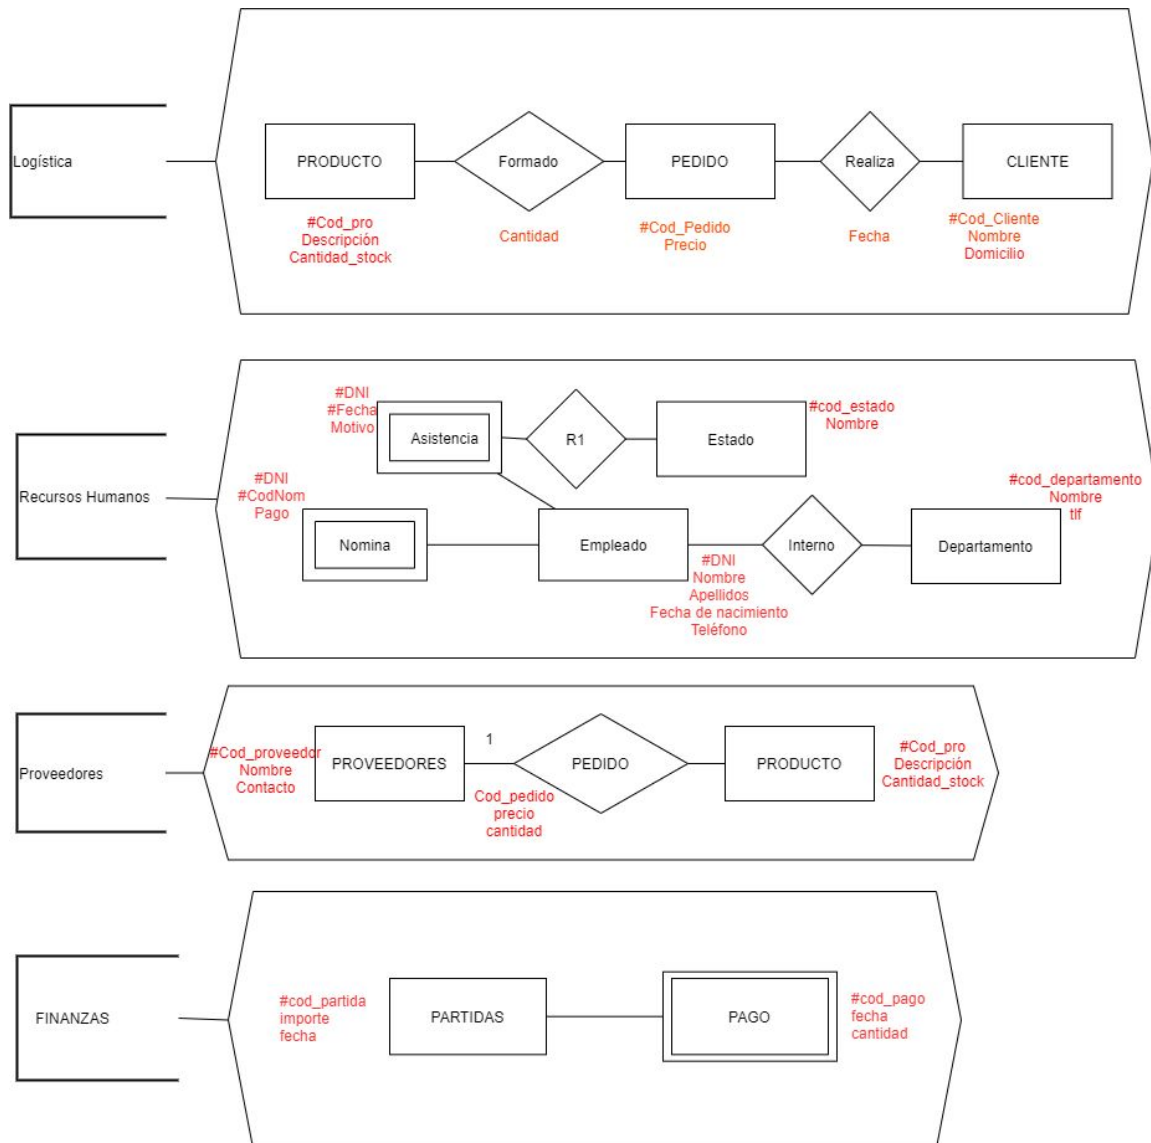 Logística
PRODUCTO
Formado
PEDIDO
Realiza
CLIENTE
#Cod_pro
Descripción
Cantidad_stock
Cantidad
#Cod_Pedido
Precio
Fecha
#Cod_Cliente
Nombre
Domicilio
Recursos Humanos
#DNI
#Fecha
Motivo
Asistencia
R1
Estado
#cod_estado
Nombre
#DNI
#CodNom
Pago
Nomina
Empleado
#DNI
Nombre
Apellidos
Fecha de nacimiento
Teléfono
Interno
Departamento
#cod_departamento
Nombre
tlf
Proveedores
#Cod_proveedor
Nombre
Contacto
PROVEEDORES
1
Cod_pedido
precio
cantidad
PEDIDO
PRODUCTO
#Cod_pro
Descripción
Cantidad_stock
FINANZAS
#cod_partida
importe
fecha
PARTIDAS
PAGO
#cod_pago
fecha
cantidad